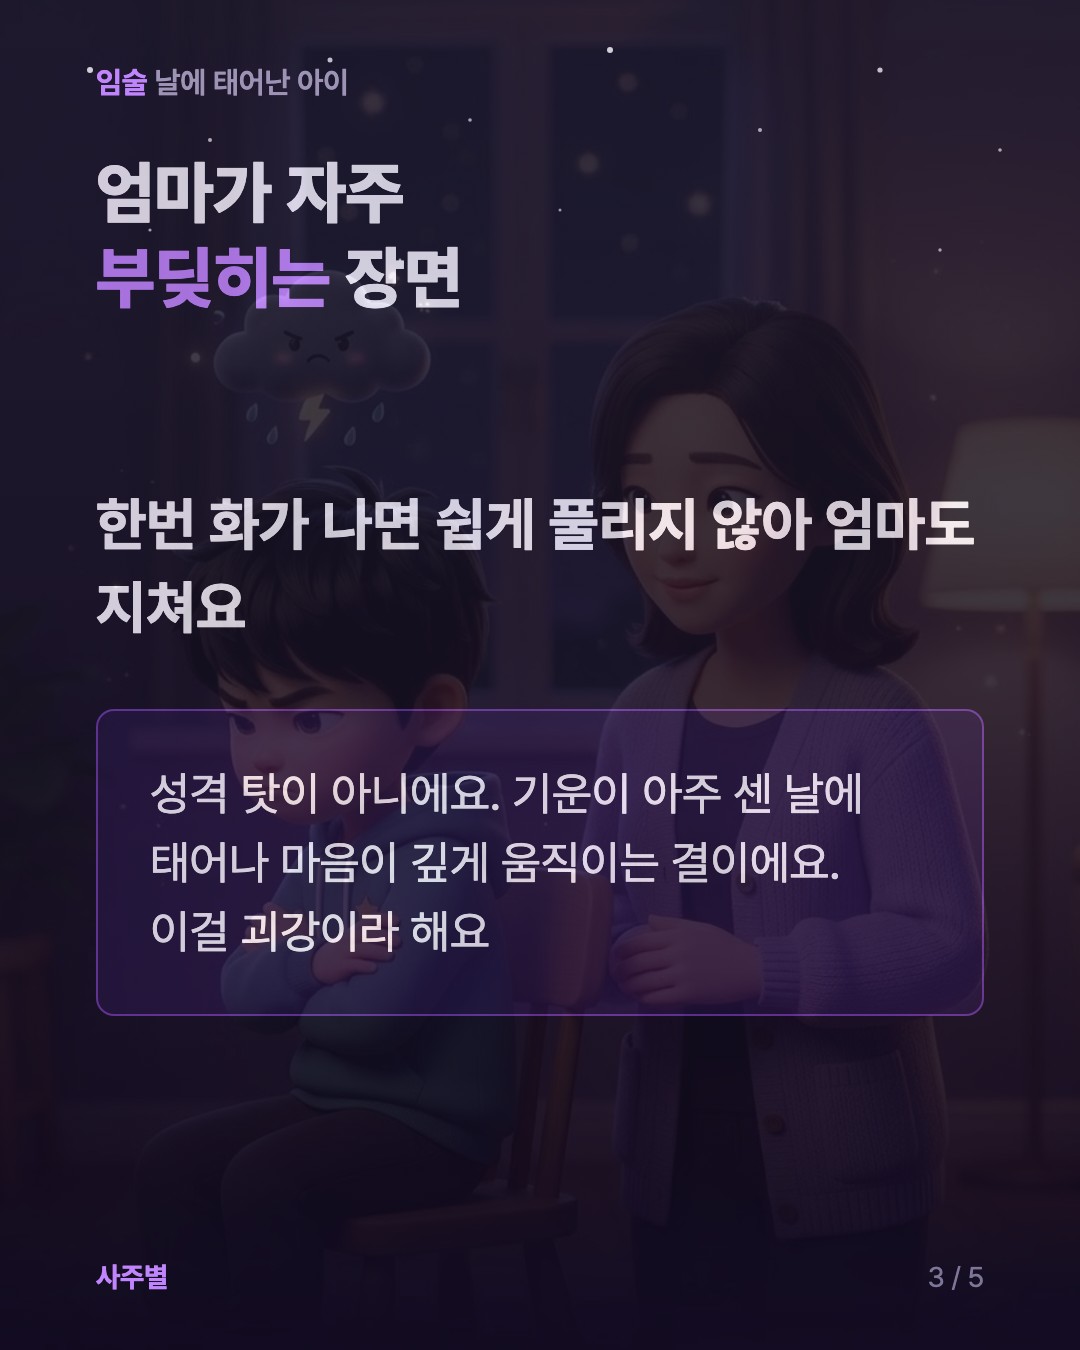 임술 날에 태어난 아이
엄마가 자주
부딪히는 장면
한번 화가 나면 쉽게 풀리지 않아 엄마도
지쳐요
성격 탓이 아니에요. 기운이 아주 센 날에
태어나 마음이 깊게 움직이는 결이에요.
이걸 괴강이라 해요
사주별
3 / 5